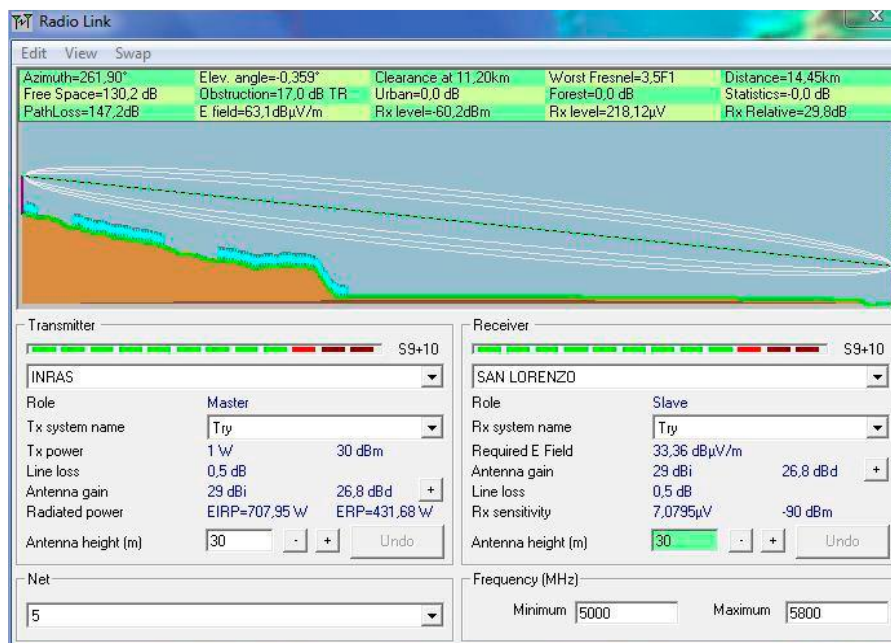 Radio Link
Edit View Swap
Azimuth=261,90° Elev. angle=-0,359° Clearance at 11,20km Worst Fresnel=3,5F1 Distance=14,45km
Free Space=130,2 dB Obstruction=17,0 dB TR Urban=0,0 dB Forest=0,0 dB Statistics=-0,0 dB
PathLoss=147,2dB E field=63,1dBµV/m Rx level=-60,2dBm Rx level=218,12µV Rx Relative=29,8dB
Transmitter
S9+10
INRAS
Role Master
Tx system name Try
Tx power 1 W 30 dBm
Line loss 0,5 dB
Antenna gain 29 dBi 26,8 dBd +
Radiated power EIRP=707,95 W ERP=431,68 W
Antenna height (m) 30 - + Undo
Net
5
Receiver
S9+10
SAN LORENZO
Role Slave
Rx system name Try
Required E Field 33,36 dBµV/m
Antenna gain 29 dBi 26,8 dBd +
Line loss 0,5 dB
Rx sensitivity 7,0795µV -90 dBm
Antenna height (m) 30 - + Undo
Frequency (MHz)
Minimum 5000 Maximum 5800